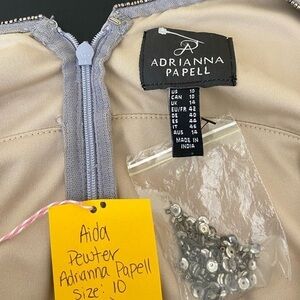 A
ADRIANNA
PAPELL
US 10
CAN 10
UK 14
EU/FR 42
DE 40
ES 44
IT 46
AUS 14
MADE IN
INDIA
Aida
Pewter
Adrianna Papell
Size: 10